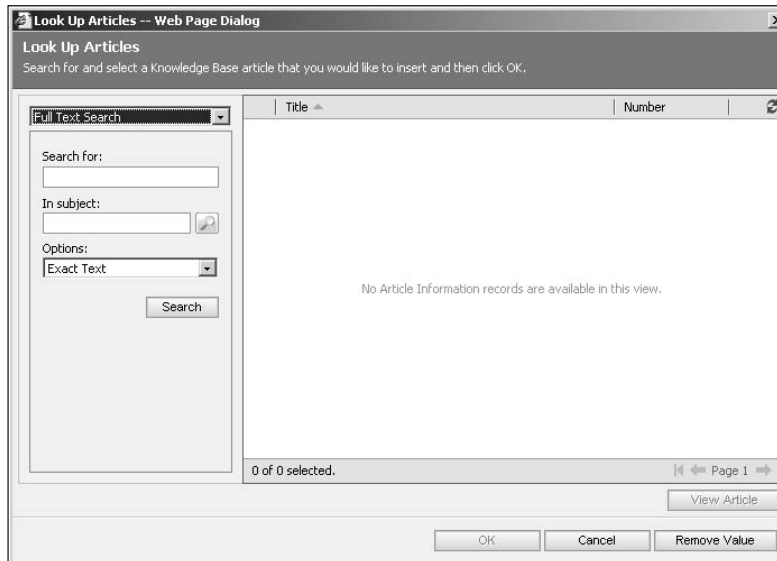 Look Up Articles -- Web Page Dialog
Look Up Articles
Search for and select a Knowledge Base article that you would like to insert and then click OK.
Full Text Search
Title
Number
Search for:
In subject:
Options:
Exact Text
Search
No Article Information records are available in this view.
0 of 0 selected.
Page 1
View Article
OK
Cancel
Remove Value